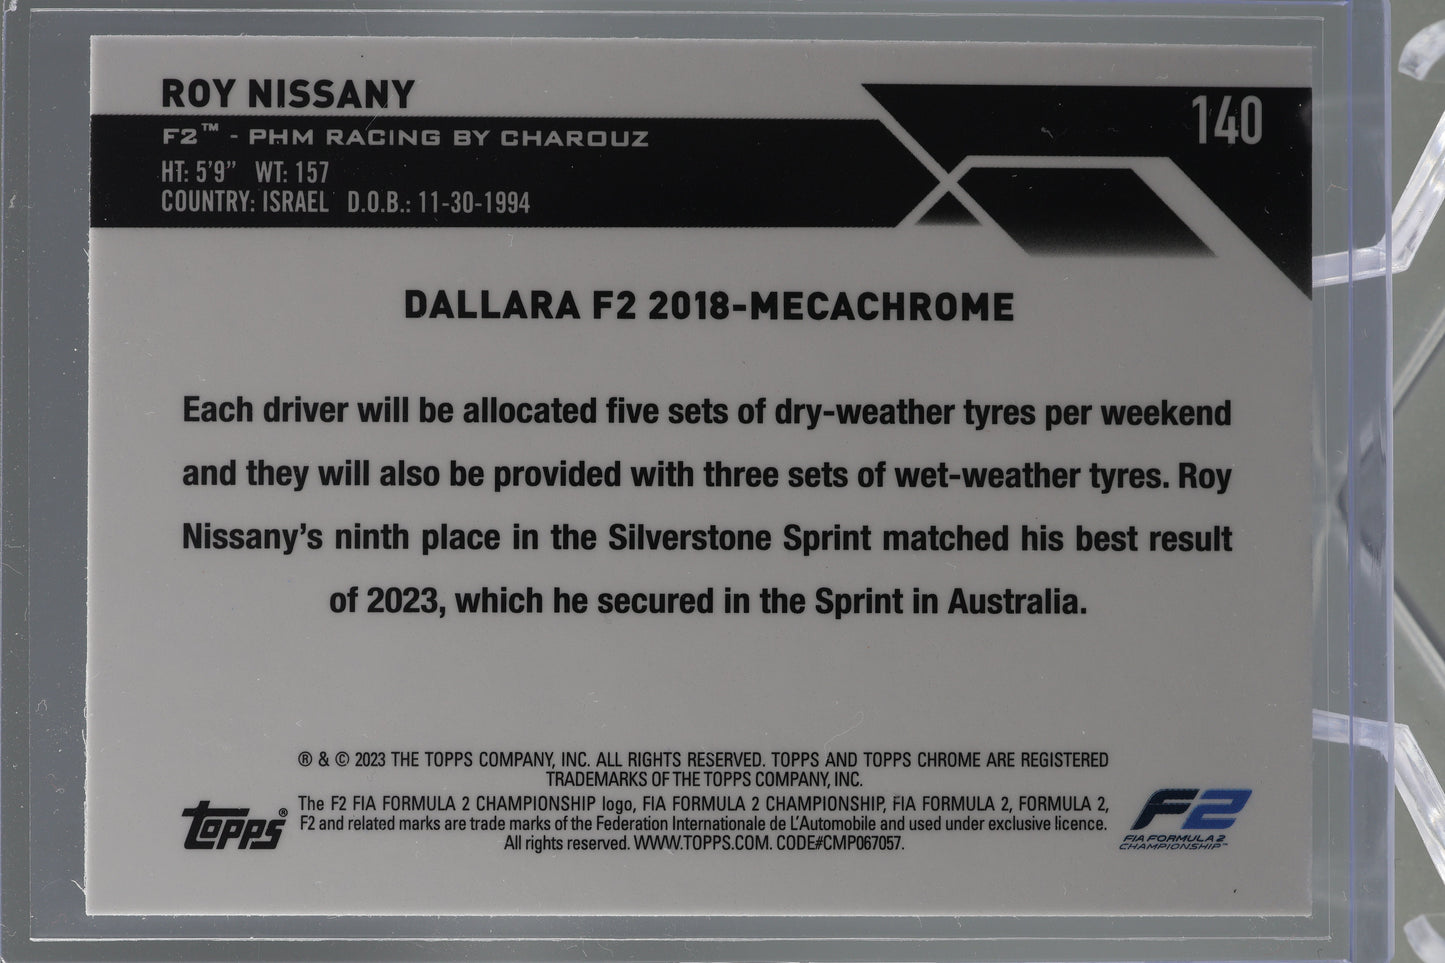 ROY NISSANY
140
F2™ - PHM RACING BY CHAROUZ
HT: 5'9" WT: 157
COUNTRY: ISRAEL D.O.B.: 11-30-1994
DALLARA F2 2018-MECACHROME
Each driver will be allocated five sets of dry-weather tyres per weekend
and they will also be provided with three sets of wet-weather tyres. Roy
Nissany's ninth place in the Silverstone Sprint matched his best result
of 2023, which he secured in the Sprint in Australia.
® & © 2023 THE TOPPS COMPANY, INC. ALL RIGHTS RESERVED. TOPPS AND TOPPS CHROME ARE REGISTERED
TRADEMARKS OF THE TOPPS COMPANY, INC.
The F2 FIA FORMULA 2 CHAMPIONSHIP logo, FIA FORMULA 2 CHAMPIONSHIP, FIA FORMULA 2, FORMULA 2,
F2 and related marks are trade marks of the Federation Internationale de L'Automobile and used under exclusive licence.
All rights reserved. WWW.TOPPS.COM. CODE#CMP067057.
Topps®
F2
FIA FORMULA 2
CHAMPIONSHIP™